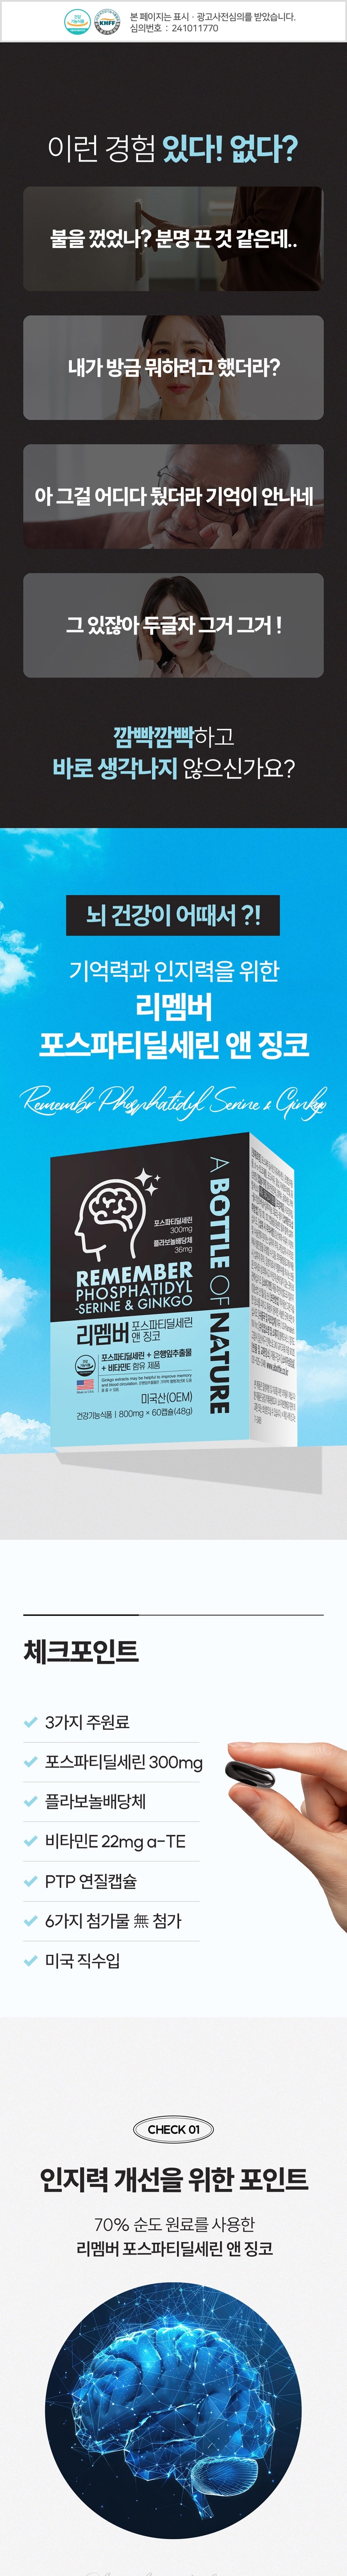 본 페이지는 표시 · 광고사전심의를 받았습니다.
심의번호 : 241011770
이런 경험 있다! 없다?
불을 껐었나? 분명 끈 것 같은데..
내가 방금 뭐하려고 했더라?
아 그걸 어디다 뒀더라 기억이 안나네
그 있잖아 두글자 그거 그거 !
깜빡깜빡하고
바로 생각나지 않으신가요?
뇌 건강이 어때서 ?!
기억력과 인지력을 위한
리멤버
포스파티딜세린 앤 징코
Remembr Phosphatidyl Serine & Ginkgo
포스파티딜세린
300mg
플라보놀배당체
36mg
REMEMBER
PHOSPHATIDYL
-SERINE & GINKGO
A BOTTLE OF NATURE
리멤버 포스파티딜세린
앤 징코
포스파티딜세린 + 은행잎추출물
+ 비타민E 함유 제품
Ginkgo extracts may be helpful to improve memory
and blood circulation.
미국산(OEM)
건강기능식품 | 800mg × 60캡슐(48g)
체크포인트
3가지 주원료
포스파티딜세린 300mg
플라보놀배당체
비타민E 22mg a-TE
PTP 연질캡슐
6가지 첨가물 無 첨가
미국 직수입
CHECK 01
인지력 개선을 위한 포인트
70% 순도 원료를 사용한
리멤버 포스파티딜세린 앤 징코